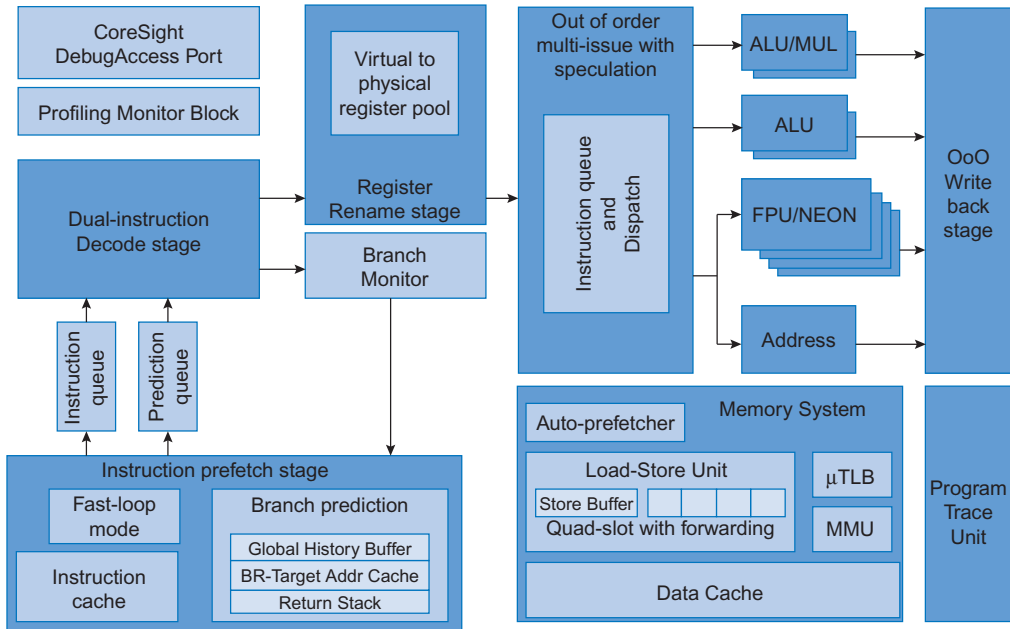 CoreSight
DebugAccess Port
Profiling Monitor Block
Dual-instruction
Decode stage
Virtual to
physical
register pool
Register
Rename stage
Branch
Monitor
Instruction
queue
Prediction
queue
Instruction prefetch stage
Fast-loop
mode
Instruction
cache
Branch prediction
Global History Buffer
BR-Target Addr Cache
Return Stack
Out of order
multi-issue with
speculation
Instruction queue
and
Dispatch
ALU/MUL
ALU
FPU/NEON
Address
OoO
Write
back
stage
Memory System
Auto-prefetcher
Load-Store Unit
Store Buffer
Quad-slot with forwarding
μTLB
MMU
Data Cache
Program
Trace
Unit